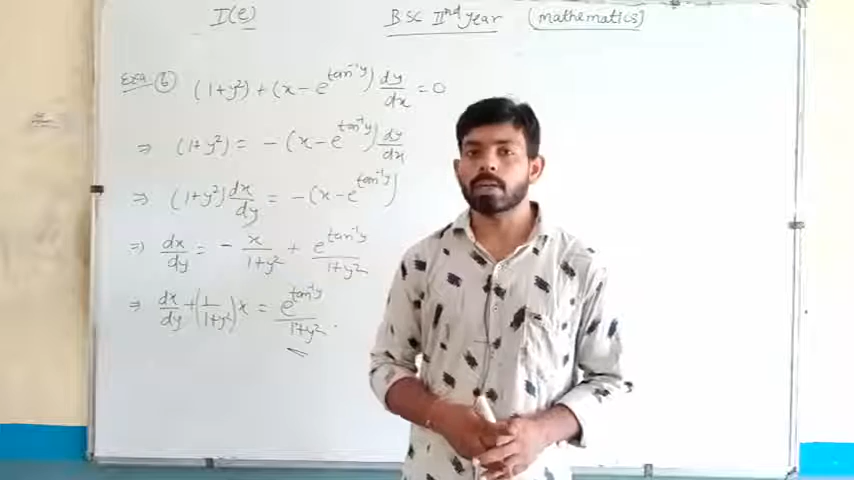 I(e) BSC IInd year (mathematics)
Exa. 6 (1+y²) + (x - e^{tan⁻¹y}) dy/dx = 0
⇒ (1+y²) = - (x - e^{tan⁻¹y}) dy/dx
⇒ (1+y²) dx/dy = - (x - e^{tan⁻¹y})
⇒ dx/dy = - x/1+y² + e^{tan⁻¹y}/1+y²
⇒ dx/dy + (1/1+y²) x = e^{tan⁻¹y}/1+y².